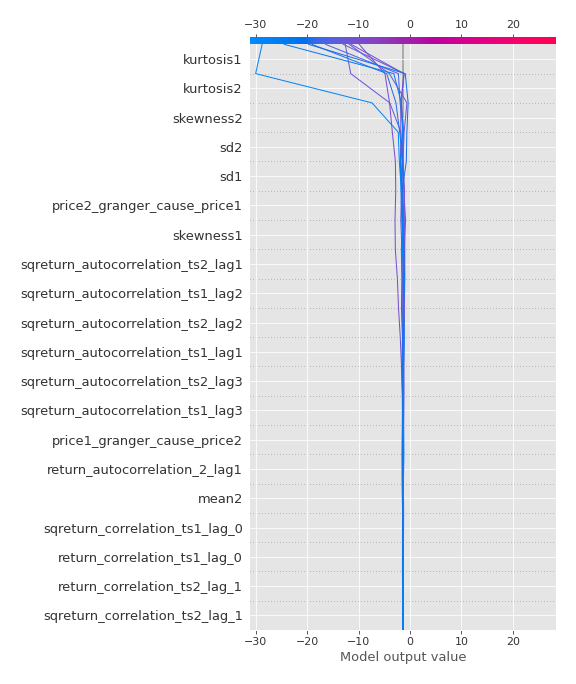 −30 −20 −10 0 10 20
kurtosis1
kurtosis2
skewness2
sd2
sd1
price2_granger_cause_price1
skewness1
sqreturn_autocorrelation_ts2_lag1
sqreturn_autocorrelation_ts1_lag2
sqreturn_autocorrelation_ts2_lag2
sqreturn_autocorrelation_ts1_lag1
sqreturn_autocorrelation_ts2_lag3
sqreturn_autocorrelation_ts1_lag3
price1_granger_cause_price2
return_autocorrelation_2_lag1
mean2
sqreturn_correlation_ts1_lag_0
return_correlation_ts1_lag_0
return_correlation_ts2_lag_1
sqreturn_correlation_ts2_lag_1
−30 −20 −10 0 10 20
Model output value